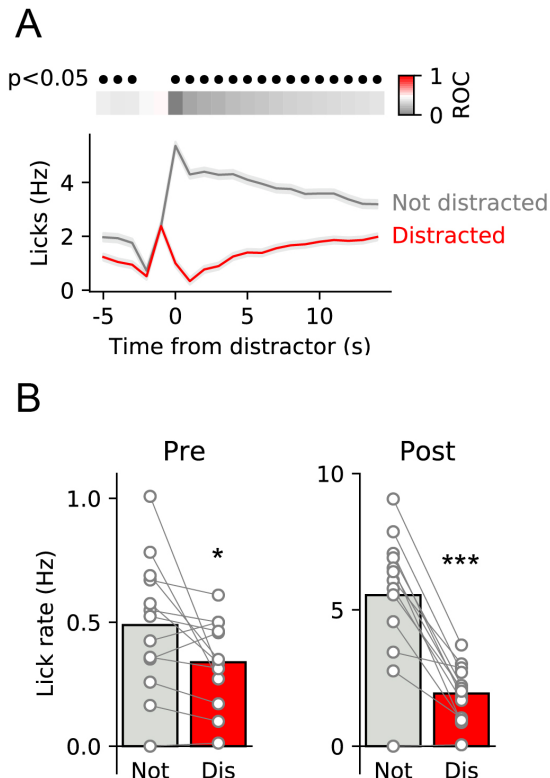 A
p<0.05
1
0
ROC
Licks (Hz)
4
2
0
Not distracted
Distracted
-5 0 5 10
Time from distractor (s)
B
Pre
Post
Lick rate (Hz)
1.0
0.5
0.0
*
Not Dis
10
5
0
***
Not Dis